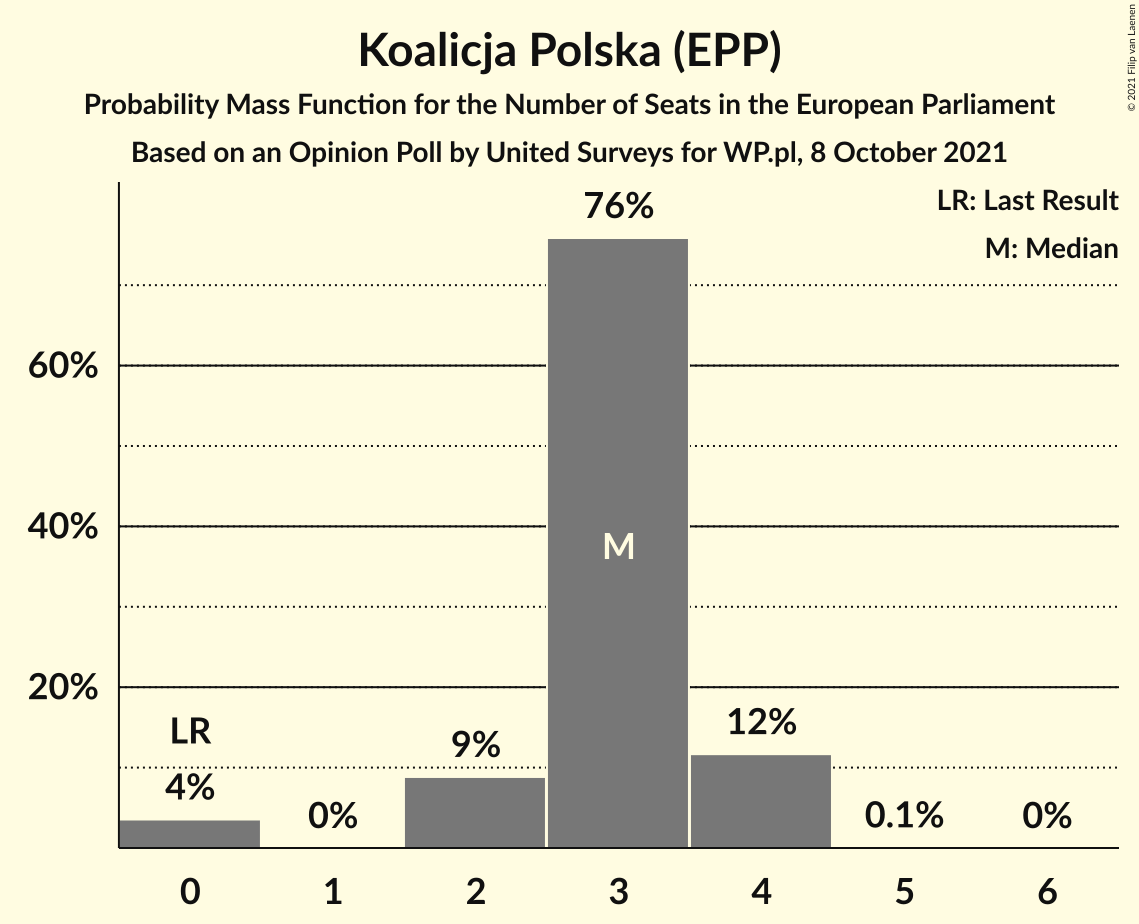 Koalicja Polska (EPP)
Probability Mass Function for the Number of Seats in the European Parliament
Based on an Opinion Poll by United Surveys for WP.pl, 8 October 2021
© 2021 Filip van Laenen
LR: Last Result
M: Median
76%
60%
40%
20%
M
LR
4%
0%
9%
12%
0.1%
0%
0 1 2 3 4 5 6